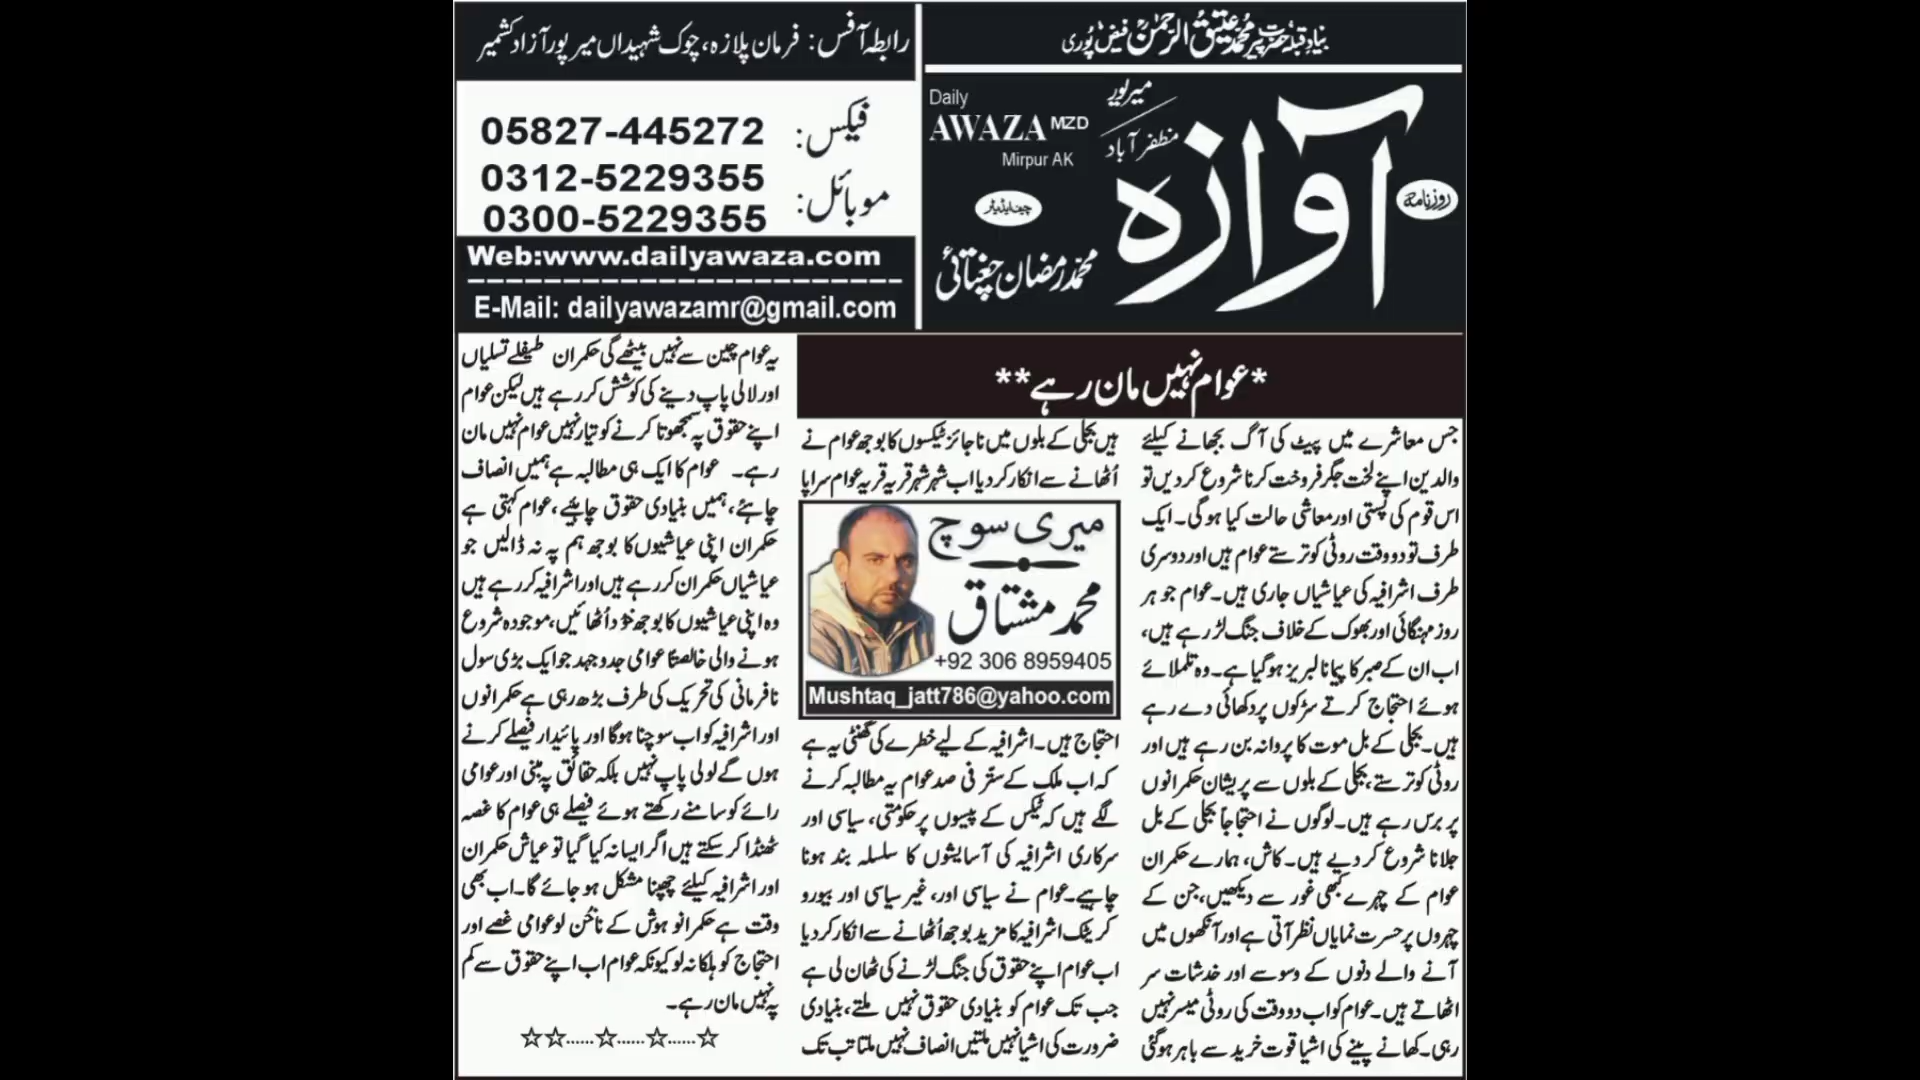 بیاد قبلہ حضرت پیر محمد عتیق الرحمٰن فیض پوری
روزنامہ
آوازہ
میرپور
مظفر آباد
Daily
AWAZA MZD
Mirpur AK
چیف ایڈیٹر
محمد رمضان چغتائی
رابطہ آفس: فرمان پلازہ، چوک شہیداں میرپور آزاد کشمیر
فیکس: 05827-445272
موبائل: 0312-5229355
0300-5229355
Web:www.dailyawaza.com
E-Mail: dailyawazamr@gmail.com
*عوام نہیں مان رہے**
جس معاشرے میں پیٹ کی آگ بجھانے کیلئے
والدین اپنے لخت جگر فروخت کرنا شروع کر دیں تو
اس قوم کی پستی اور معاشی حالت کیا ہو گی۔ ایک
طرف تو دو وقت روٹی کو ترستے عوام ہیں اور دوسری
طرف اشرافیہ کی عیاشیاں جاری ہیں۔ عوام جو ہر
روز مہنگائی اور بھوک کے خلاف جنگ لڑ رہے ہیں،
اب ان کے صبر کا پیمانا لبریز ہو گیا ہے۔ وہ تلملائے
ہوئے احتجاج کرتے سڑکوں پر دکھائی دے رہے
ہیں۔ بجلی کے بل موت کا پروانہ بن رہے ہیں اور
روٹی کو ترستے، بجلی کے بلوں سے پریشان حکمرانوں
پر برس رہے ہیں۔ لوگوں نے احتجاجاً بجلی کے بل
جلانا شروع کر دیے ہیں۔ کاش، ہمارے حکمران
عوام کے چہرے کبھی غور سے دیکھیں، جن کے
چہروں پر حسرت نمایاں نظر آتی ہے اور آنکھوں میں
آنے والے دنوں کے وسوسے اور خدشات سر
اٹھاتے ہیں۔ عوام کو اب دو وقت کی روٹی میسر نہیں
رہی۔ کھانے پینے کی اشیا قوت خرید سے باہر ہو گئی
ہیں بجلی کے بلوں میں ناجائز ٹیکسوں کا بوجھ عوام نے
اُٹھانے سے انکار کر دیا اب شہر شہر قریہ قریہ عوام سراپا
میری سوچ
محمد مشتاق
+92 306 8959405
Mushtaq_jatt786@yahoo.com
احتجاج ہیں۔ اشرافیہ کے لیے خطرے کی گھنٹی یہ ہے
کہ اب ملک کے ستّر فی صد عوام یہ مطالبہ کرنے
لگے ہیں کہ ٹیکس کے پیسوں پر حکومتی، سیاسی اور
سرکاری اشرافیہ کی آسایشوں کا سلسلہ بند ہونا
چاہیے۔ عوام نے سیاسی اور، غیر سیاسی اور بیورو
کریٹک اشرافیہ کا مزید بوجھ اُٹھانے سے انکار کر دیا
اب عوام اپنے حقوق کی جنگ لڑنے کی ٹھان لی ہے
جب تک عوام کو بنیادی حقوق نہیں ملتے، بنیادی
ضرورت کی اشیا نہیں ملتیں انصاف نہیں ملتا تب تک
یہ عوام چین سے نہیں بیٹھے گی حکمران طیفلے تسلیاں
اور لالی پاپ دینے کی کوشش کر رہے ہیں لیکن عوام
اپنے حقوق پہ سمجھوتا کرنے کو تیار نہیں عوام نہیں مان
رہے۔ عوام کا ایک ہی مطالبہ ہے ہمیں انصاف
چاہئے، ہمیں بنیادی حقوق چاہئیے، عوام کہتی ہے
حکمران اپنی عیاشیوں کا بوجھ ہم پہ نہ ڈالیں جو
عیاشیاں حکمران کر رہے ہیں اور اشرافیہ کر رہے ہیں
وہ اپنی عیاشیوں کا بوجھ خود اُٹھائیں، موجودہ شروع
ہونے والی خالصتاً عوامی جدوجہد جو ایک بڑی سول
نافرمانی کی تحریک کی طرف بڑھ رہی ہے حکمرانوں
اور اشرافیہ کو اب سوچنا ہوگا اور پائیدار فیصلے کرنے
ہوں گے لولی پاپ نہیں بلکہ حقائق پہ مبنی اور عوامی
رائے کو سامنے رکھتے ہوئے فیصلے ہی عوام کا غصہ
ٹھنڈا کر سکتے ہیں اگر ایسا نہ کیا گیا تو عیاش حکمران
اور اشرافیہ کیلئے چھپنا مشکل ہو جائے گا۔ اب بھی
وقت ہے حکمرانو ہوش کے ناخُن لو عوامی غصے اور
احتجاج کو ہلکا نہ لو کیونکہ عوام اب اپنے حقوق سے کم
پہ نہیں مان رہے۔
☆☆......☆......☆......☆